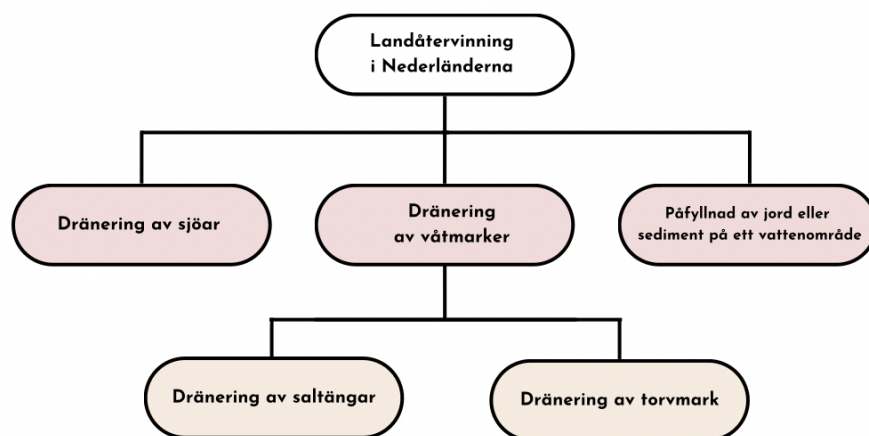 Landåtervinning
i Nederländerna
Dränering av sjöar
Dränering
av våtmarker
Påfyllnad av jord eller
sediment på ett vattenområde
Dränering av saltängar
Dränering av torvmark